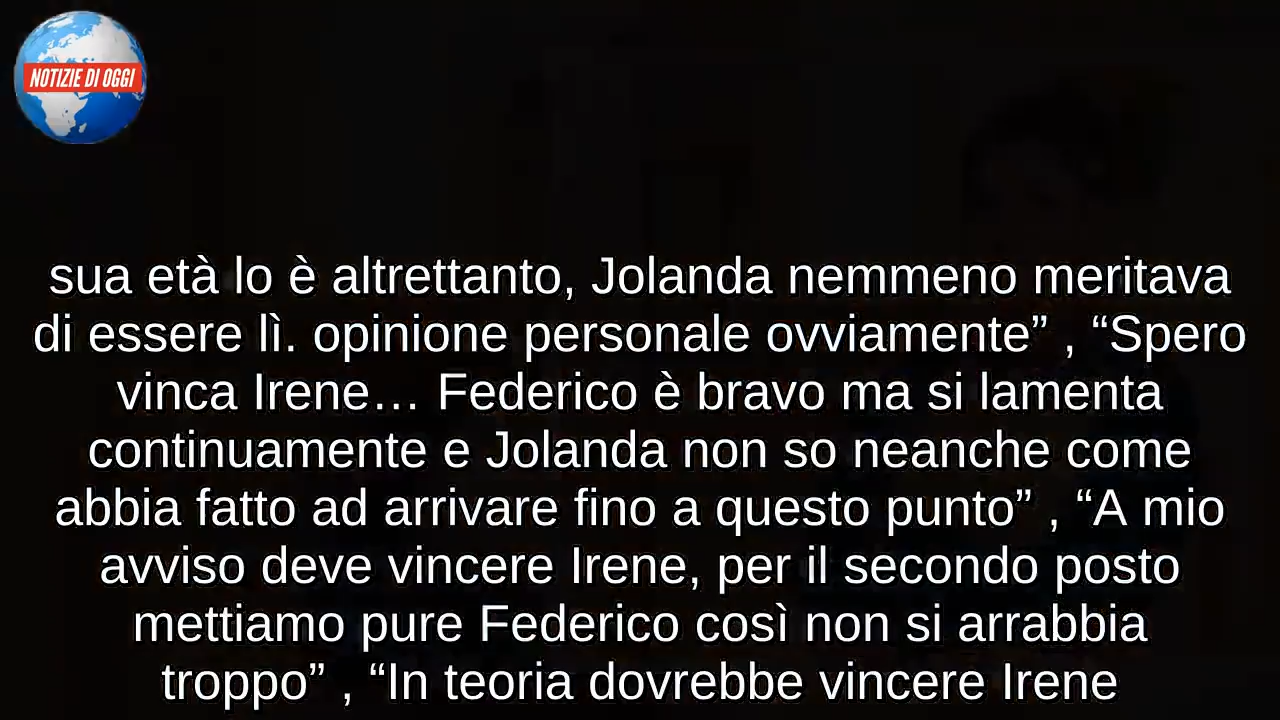 NOTIZIE DI OGGI
sua età lo è altrettanto, Jolanda nemmeno meritava
di essere lì. opinione personale ovviamente” , “Spero
vinca Irene… Federico è bravo ma si lamenta
continuamente e Jolanda non so neanche come
abbia fatto ad arrivare fino a questo punto” , “A mio
avviso deve vincere Irene, per il secondo posto
mettiamo pure Federico così non si arrabbia
troppo” , “In teoria dovrebbe vincere Irene